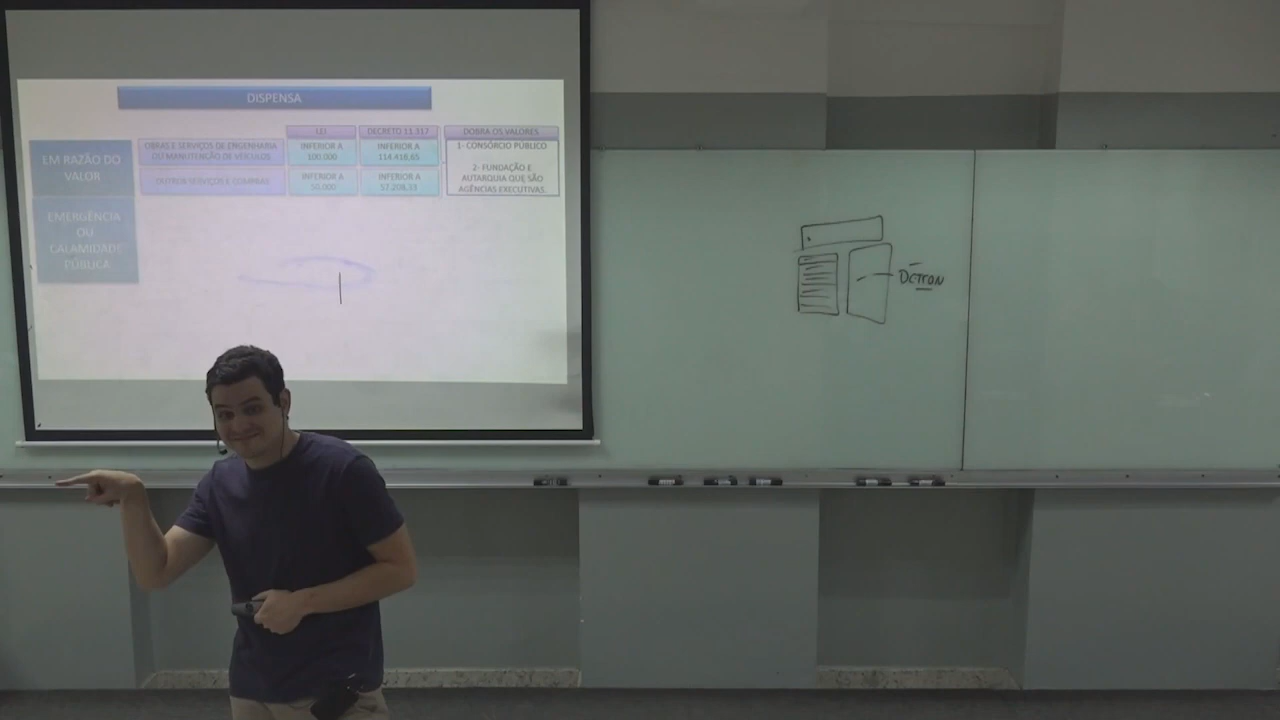 DISPENSA
LEI
DECRETO 11.317
DOBRA OS VALORES
EM RAZÃO DO
VALOR
OBRAS E SERVIÇOS DE ENGENHARIA
OU MANUTENÇÃO DE VEÍCULOS
INFERIOR A
100.000
INFERIOR A
114.416,65
1- CONSÓRCIO PÚBLICO
2- FUNDAÇÃO E
AUTARQUIA QUE SÃO
AGÊNCIAS EXECUTIVAS.
OUTROS SERVIÇOS E COMPRAS
INFERIOR A
50.000
INFERIOR A
57.208,33
EMERGÊNCIA
OU
CALAMIDADE
PÚBLICA
DETRON